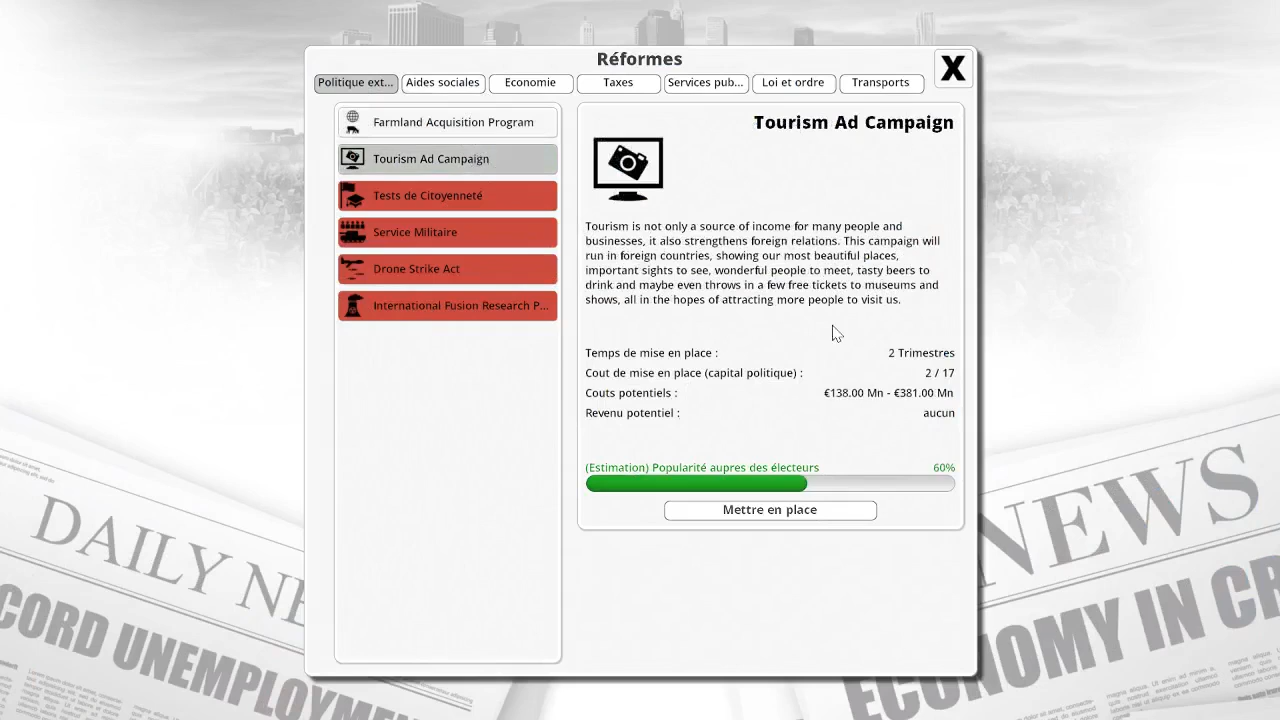 Réformes
X
Politique ext...
Aides sociales
Economie
Taxes
Services pub...
Loi et ordre
Transports
Farmland Acquisition Program
Tourism Ad Campaign
Tests de Citoyenneté
Service Militaire
Drone Strike Act
International Fusion Research P...
Tourism Ad Campaign
Tourism is not only a source of income for many people and
businesses, it also strengthens foreign relations. This campaign will
run in foreign countries, showing our most beautiful places,
important sights to see, wonderful people to meet, tasty beers to
drink and maybe even throws in a few free tickets to museums and
shows, all in the hopes of attracting more people to visit us.
Temps de mise en place : 2 Trimestres
Cout de mise en place (capital politique) : 2 / 17
Couts potentiels : €138.00 Mn - €381.00 Mn
Revenu potentiel : aucun
(Estimation) Popularité aupres des électeurs 60%
Mettre en place
DAILY NE
CORD UNEMPLOYM
NEWS
ECONOMY IN CR